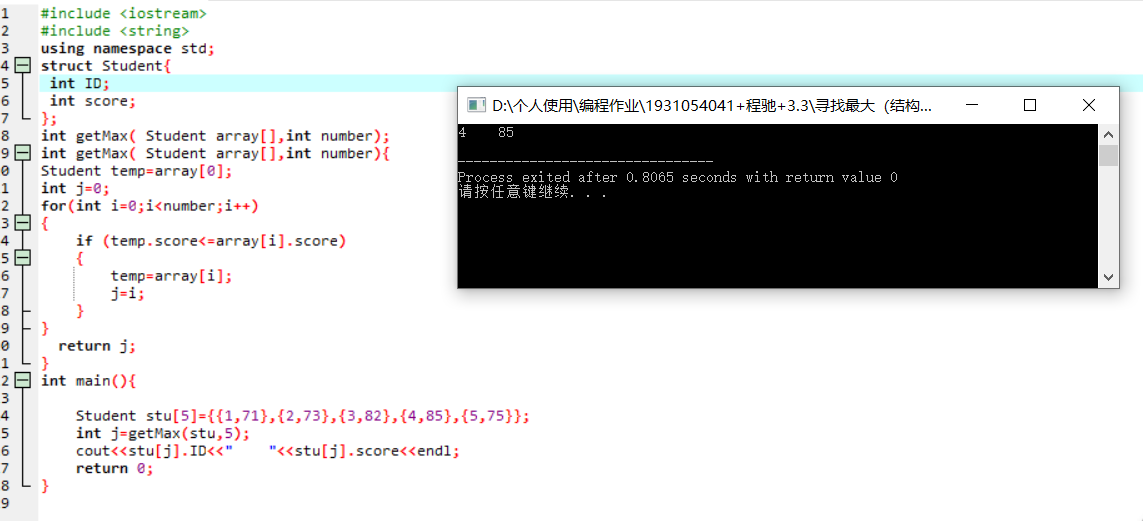 1 #include <iostream>
2 #include <string>
3 using namespace std;
4 struct Student{
5 int ID;
6 int score;
7 };
8 int getMax( Student array[],int number);
9 int getMax( Student array[],int number){
0 Student temp=array[0];
1 int j=0;
2 for(int i=0;i<number;i++)
3 {
4 if (temp.score<=array[i].score)
5 {
6 temp=array[i];
7 j=i;
8 }
9 }
0 return j;
1 }
2 int main(){
3
4 Student stu[5]={{1,71},{2,73},{3,82},{4,85},{5,75}};
5 int j=getMax(stu,5);
6 cout<<stu[j].ID<<"    "<<stu[j].score<<endl;
7 return 0;
8 }
9
D:\个人使用\编程作业\1931054041+程驰+3.3\寻找最大（结构...
4    85
--------------------------------
Process exited after 0.8065 seconds with return value 0
请按任意键继续. . .